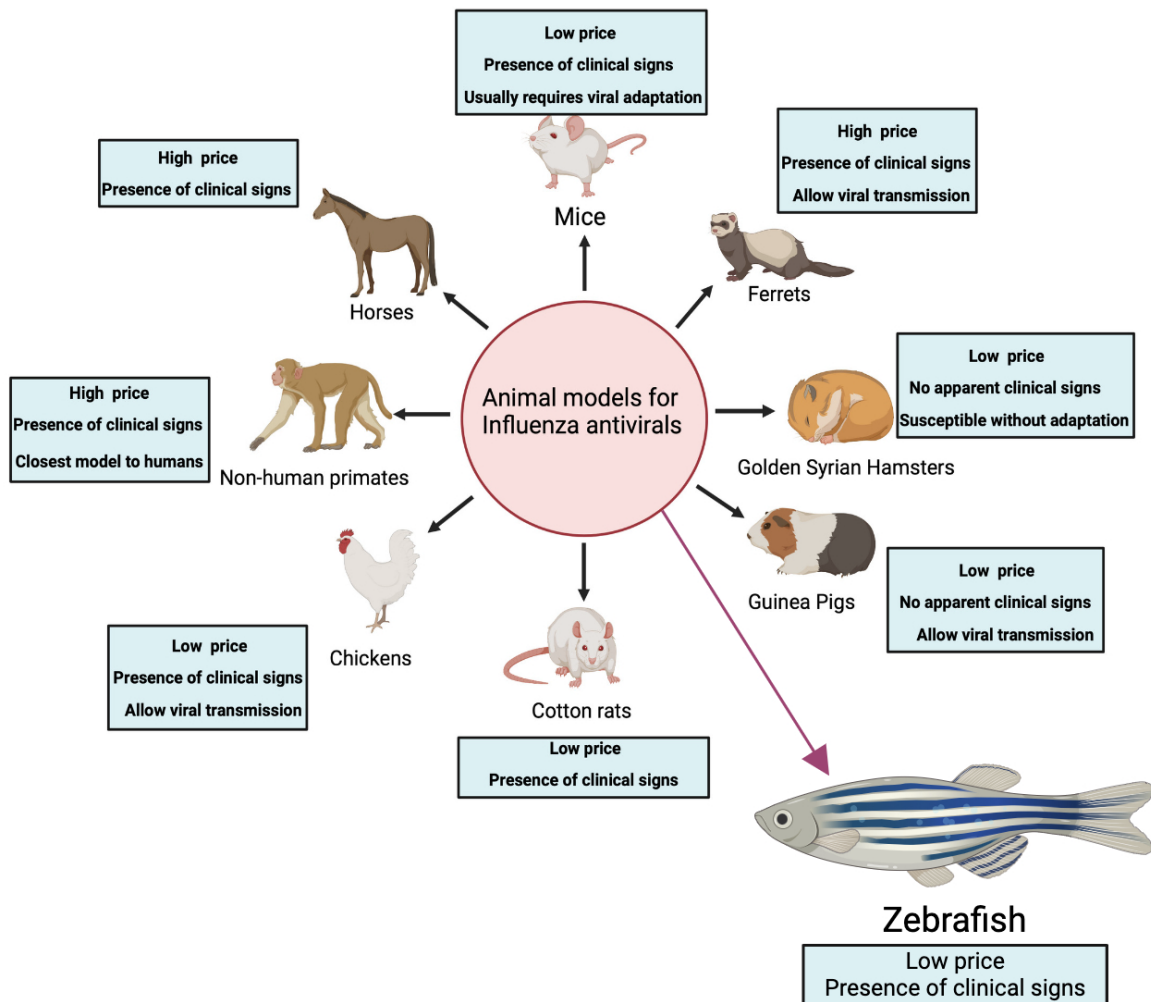 Low price
Presence of clinical signs
Usually requires viral adaptation
Mice
High price
Presence of clinical signs
Allow viral transmission
Ferrets
High price
Presence of clinical signs
Horses
Low price
No apparent clinical signs
Susceptible without adaptation
Golden Syrian Hamsters
Animal models for
Influenza antivirals
High price
Presence of clinical signs
Closest model to humans
Non-human primates
Low price
No apparent clinical signs
Allow viral transmission
Guinea Pigs
Chickens
Low price
Presence of clinical signs
Allow viral transmission
Cotton rats
Low price
Presence of clinical signs
Zebrafish
Low price
Presence of clinical signs